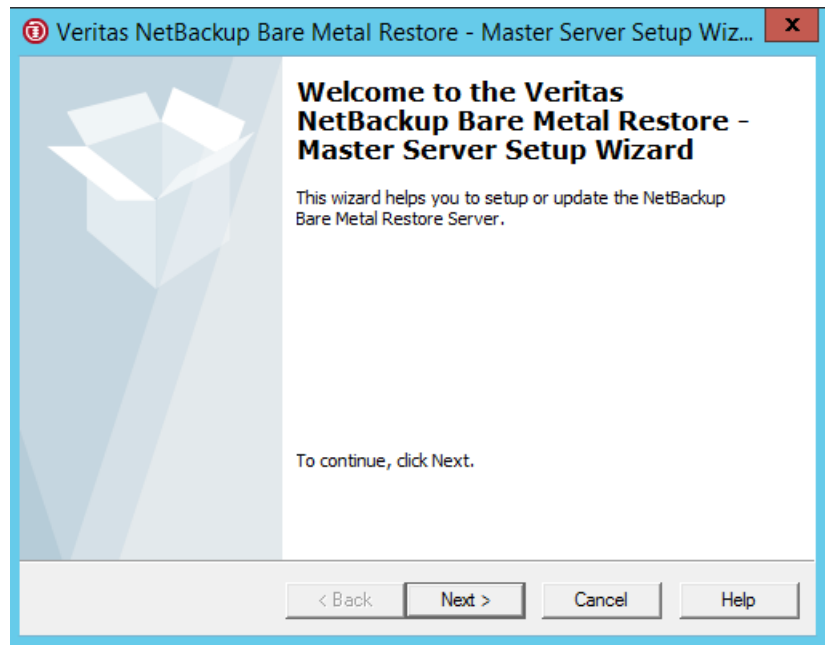 Veritas NetBackup Bare Metal Restore - Master Server Setup Wiz...
x
Welcome to the Veritas
NetBackup Bare Metal Restore -
Master Server Setup Wizard
This wizard helps you to setup or update the NetBackup
Bare Metal Restore Server.
To continue, click Next.
< Back
Next >
Cancel
Help